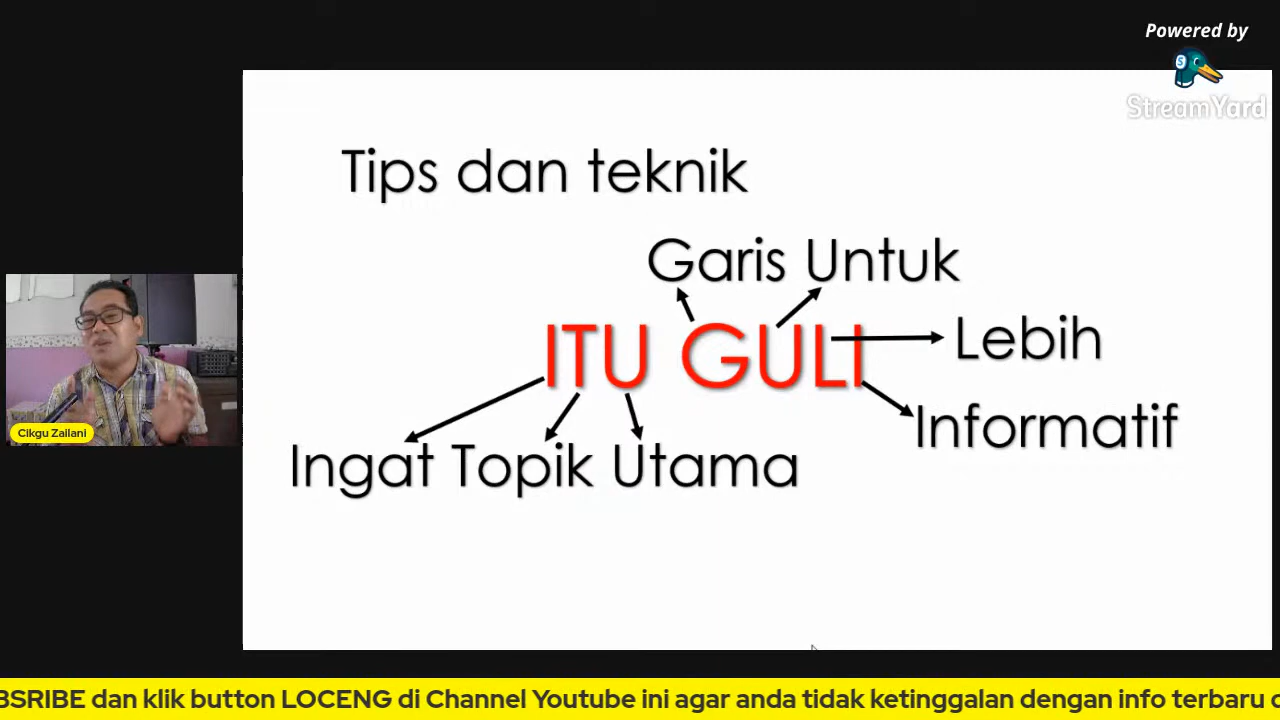 Powered by
StreamYard
Tips dan teknik
Garis Untuk
ITU GULI
Lebih
Informatif
Ingat Topik Utama
Cikgu Zailani
BSRIBE dan klik button LOCENG di Channel Youtube ini agar anda tidak ketinggalan dengan info terbaru